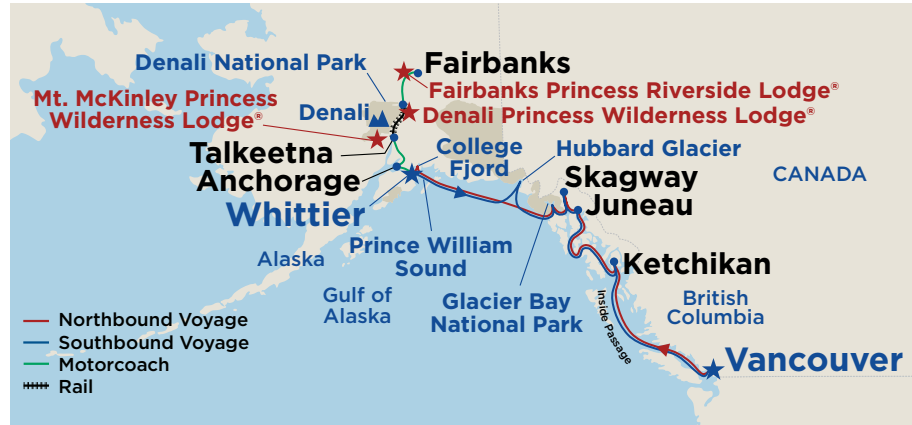 Denali National Park
Fairbanks
Fairbanks Princess Riverside Lodge®
Mt. McKinley Princess
Wilderness Lodge®
Denali
Denali Princess Wilderness Lodge®
Talkeetna
Anchorage
College
Fjord
Hubbard Glacier
CANADA
Skagway
Juneau
Whittier
Prince William
Sound
Alaska
Ketchikan
Gulf of
Alaska
Glacier Bay
National Park
Inside Passage
British
Columbia
Vancouver
Northbound Voyage
Southbound Voyage
Motorcoach
Rail